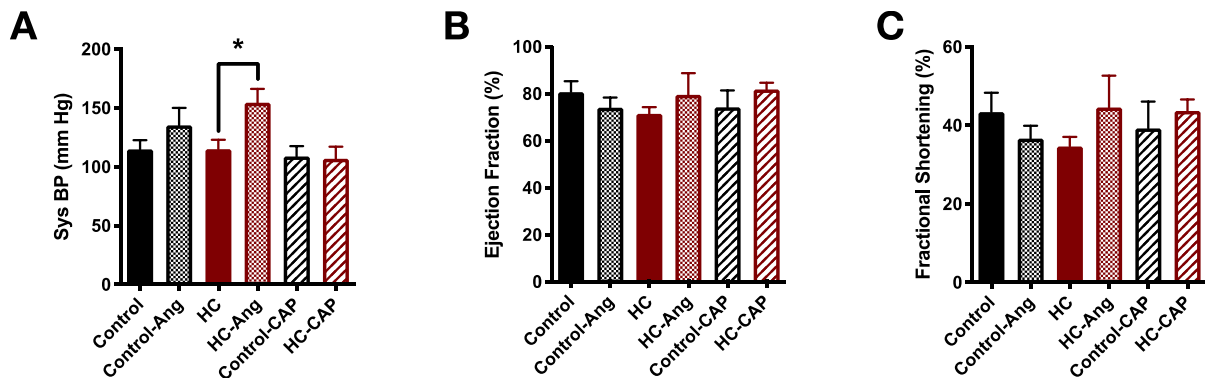 A
Sys BP (mm Hg)
200
150
100
50
0
*
Control
Control-Ang
HC
HC-Ang
Control-CAP
HC-CAP
B
Ejection Fraction (%)
100
80
60
40
20
0
Control
Control-Ang
HC
HC-Ang
Control-CAP
HC-CAP
C
Fractional Shortening (%)
60
40
20
0
Control
Control-Ang
HC
HC-Ang
Control-CAP
HC-CAP